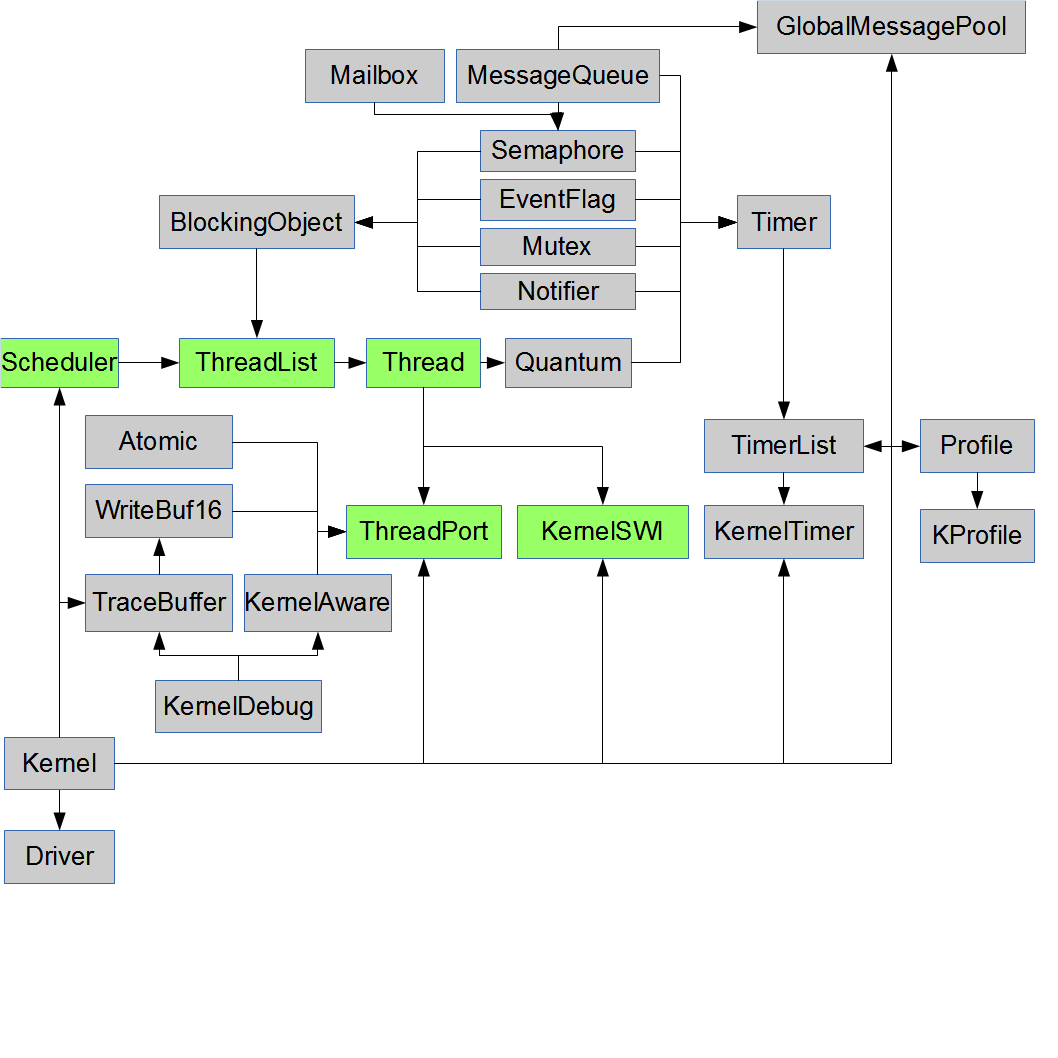 GlobalMessagePool
Mailbox
MessageQueue
Semaphore
EventFlag
BlockingObject
Timer
Mutex
Notifier
Scheduler
ThreadList
Thread
Quantum
Atomic
TimerList
Profile
WriteBuf16
ThreadPort
KernelSWI
KernelTimer
KProfile
TraceBuffer
KernelAware
KernelDebug
Kernel
Driver